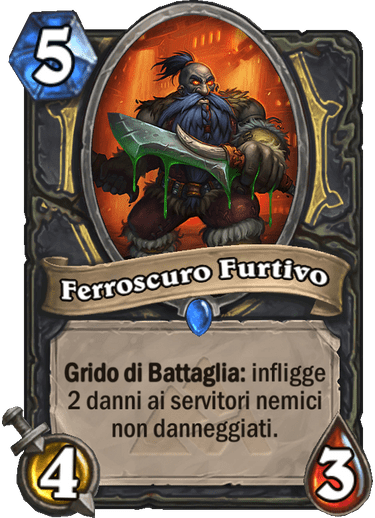 5
Ferroscuro Furtivo
Grido di Battaglia: infligge
2 danni ai servitori nemici
non danneggiati.
4
3